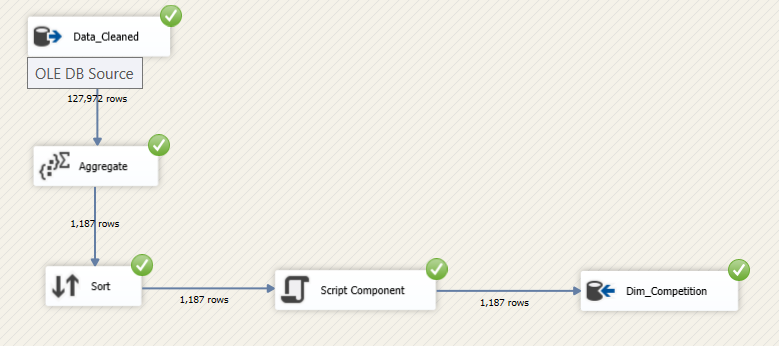 Data_Cleaned
OLE DB Source
127,972 rows
Aggregate
1,187 rows
Sort
1,187 rows
Script Component
1,187 rows
Dim_Competition